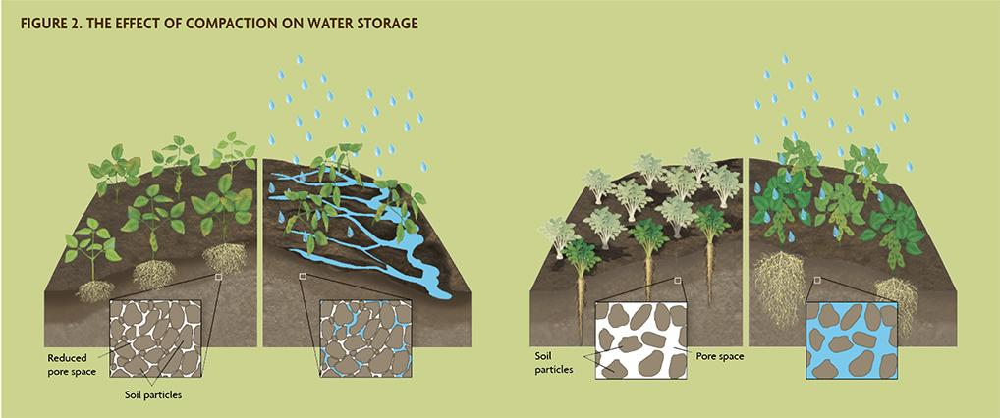 FIGURE 2. THE EFFECT OF COMPACTION ON WATER STORAGE
Reduced
pore space
Soil particles
Soil
particles
Pore space